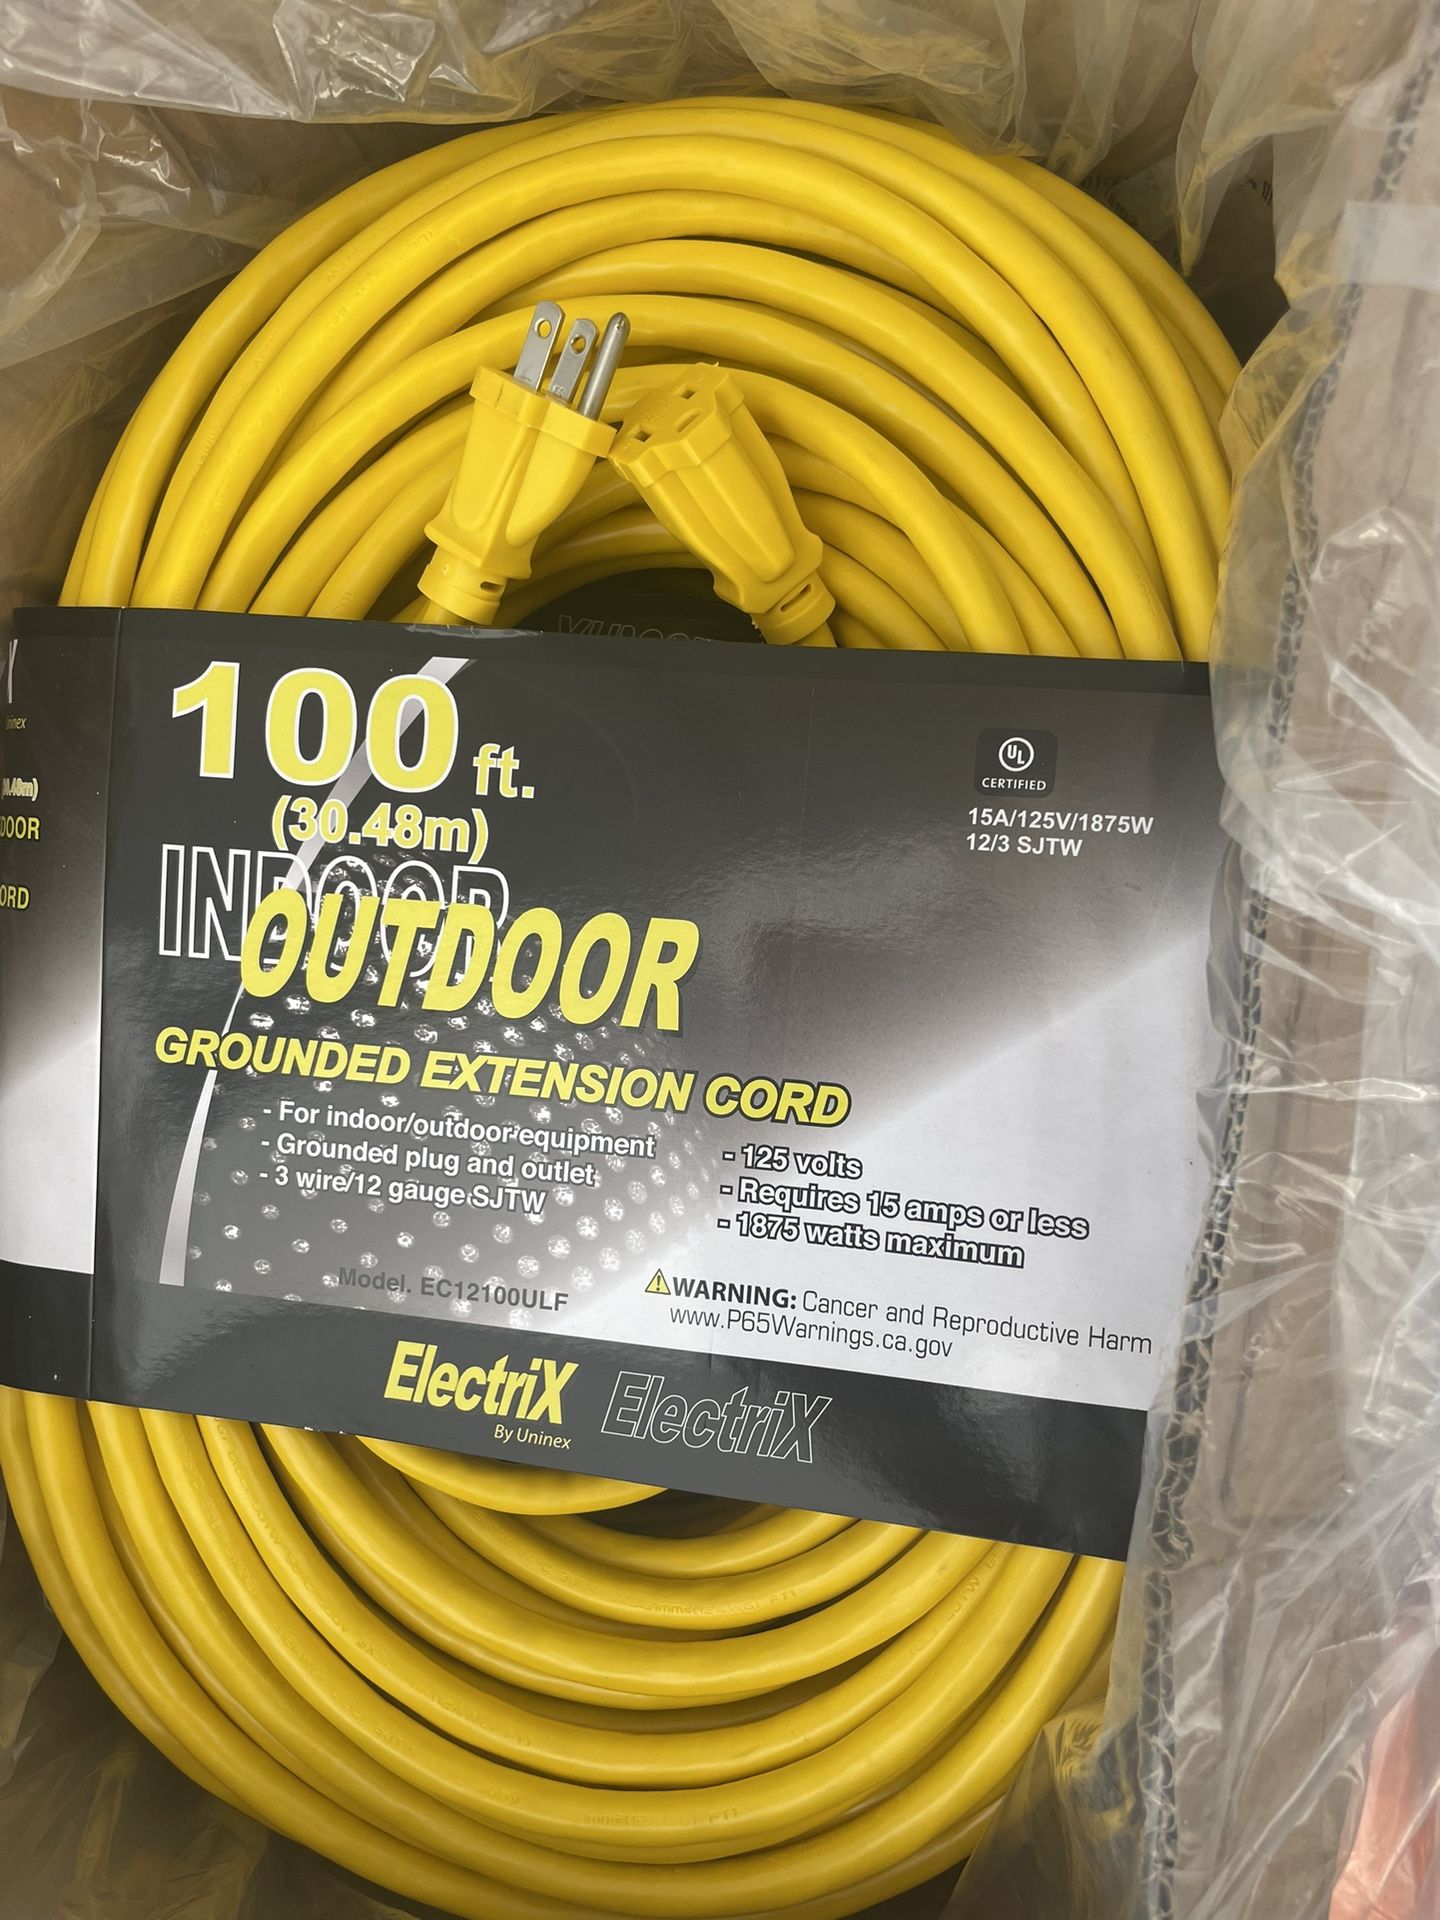 100 ft.
(30.48m)
INDOOR
OUTDOOR
GROUNDED EXTENSION CORD
- For indoor/outdoor equipment
- Grounded plug and outlet
- 3 wire/12 gauge SJTW
- 125 volts
- Requires 15 amps or less
- 1875 watts maximum
Model. EC12100ULF
WARNING: Cancer and Reproductive Harm
www.P65Warnings.ca.gov
ElectriX
By Uninex
ElectriX
UL
CERTIFIED
15A/125V/1875W
12/3 SJTW
Uninex